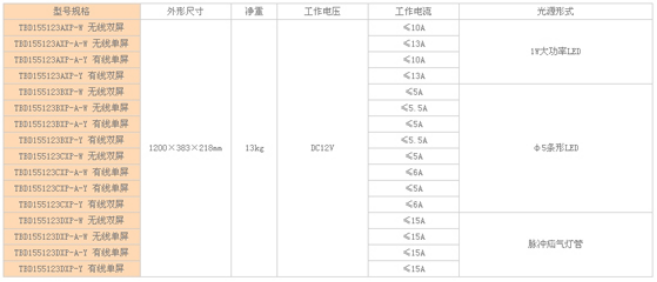 型号规格 外形尺寸 净重 工作电压 工作电流 光源形式
TBD155123AXP-W 无线双屏 ≤10A
TBD155123AXP-A-W 无线单屏 ≤13A
TBD155123AXP-A-Y 有线单屏 ≤10A
TBD155123AXP-Y 有线双屏 ≤13A
1W大功率LED
TBD155123BXP-W 无线双屏 ≤5A
TBD155123BXP-A-W 无线单屏 ≤5.5A
TBD155123BXP-A-Y 有线单屏 ≤5A
TBD155123BXP-Y 有线双屏 ≤5.5A
TBD155123CXP-W 无线双屏 ≤5A
1200×383×218mm 13kg DC12V Φ5条形LED
TBD155123CXP-A-W 无线单屏 ≤6A
TBD155123CXP-A-Y 有线单屏 ≤5A
TBD155123CXP-Y 有线双屏 ≤6A
TBD155123DXP-W 无线双屏 ≤15A
TBD155123DXP-A-W 无线单屏 ≤15A
TBD155123DXP-A-Y 有线单屏 ≤15A
TBD155123DXP-Y 有线单屏 ≤15A
脉冲疝气灯管